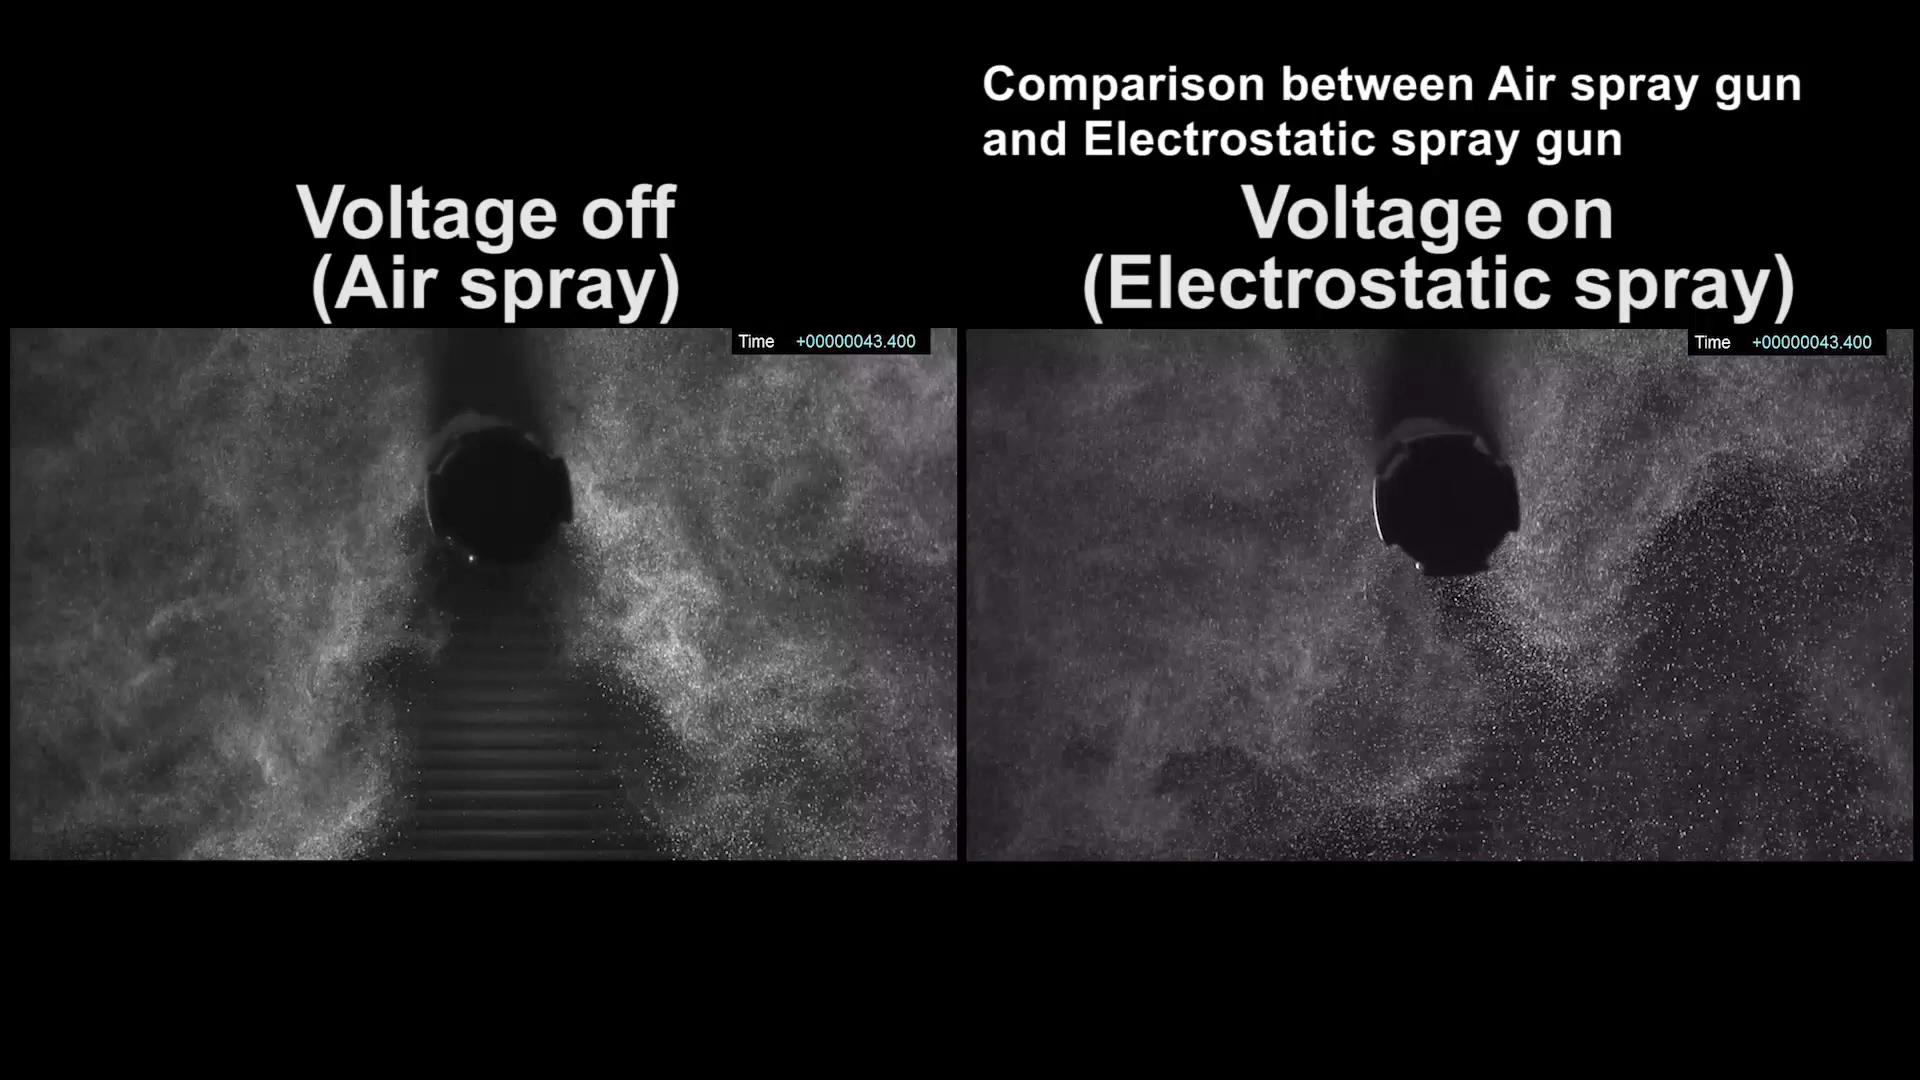 Comparison between Air spray gun
and Electrostatic spray gun
Voltage off
(Air spray)
Voltage on
(Electrostatic spray)
Time +00000043.400
Time +00000043.400